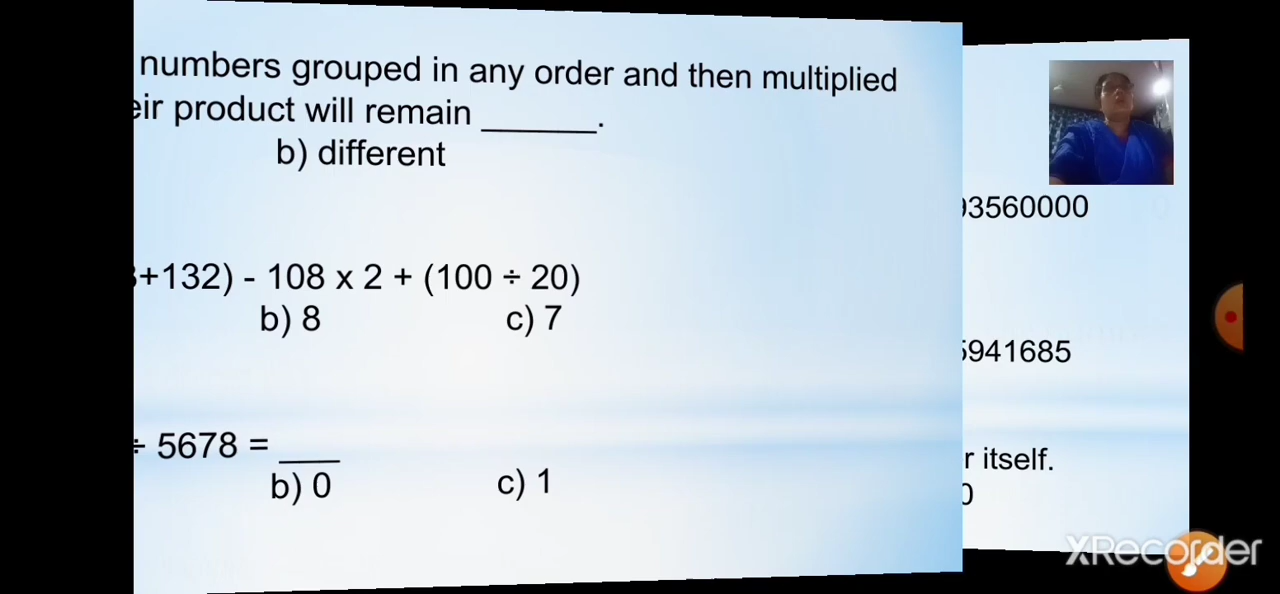 numbers grouped in any order and then multiplied
product will remain ______.
b) different
+132) - 108 x 2 + (100 ÷ 20)
b) 8 c) 7
÷ 5678 = ___
b) 0 c) 1
93560000
5941685
r itself.
0
XRecorder